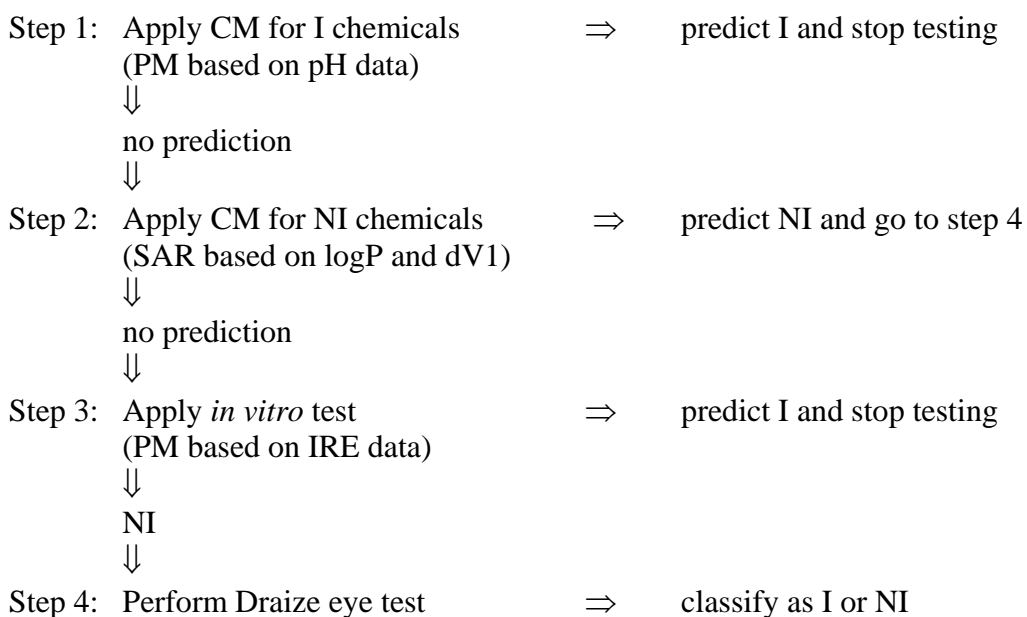 Step 1: Apply CM for I chemicals ⇒ predict I and stop testing
(PM based on pH data)
⇓
no prediction
⇓
Step 2: Apply CM for NI chemicals ⇒ predict NI and go to step 4
(SAR based on logP and dV1)
⇓
no prediction
⇓
Step 3: Apply in vitro test ⇒ predict I and stop testing
(PM based on IRE data)
⇓
NI
⇓
Step 4: Perform Draize eye test ⇒ classify as I or NI